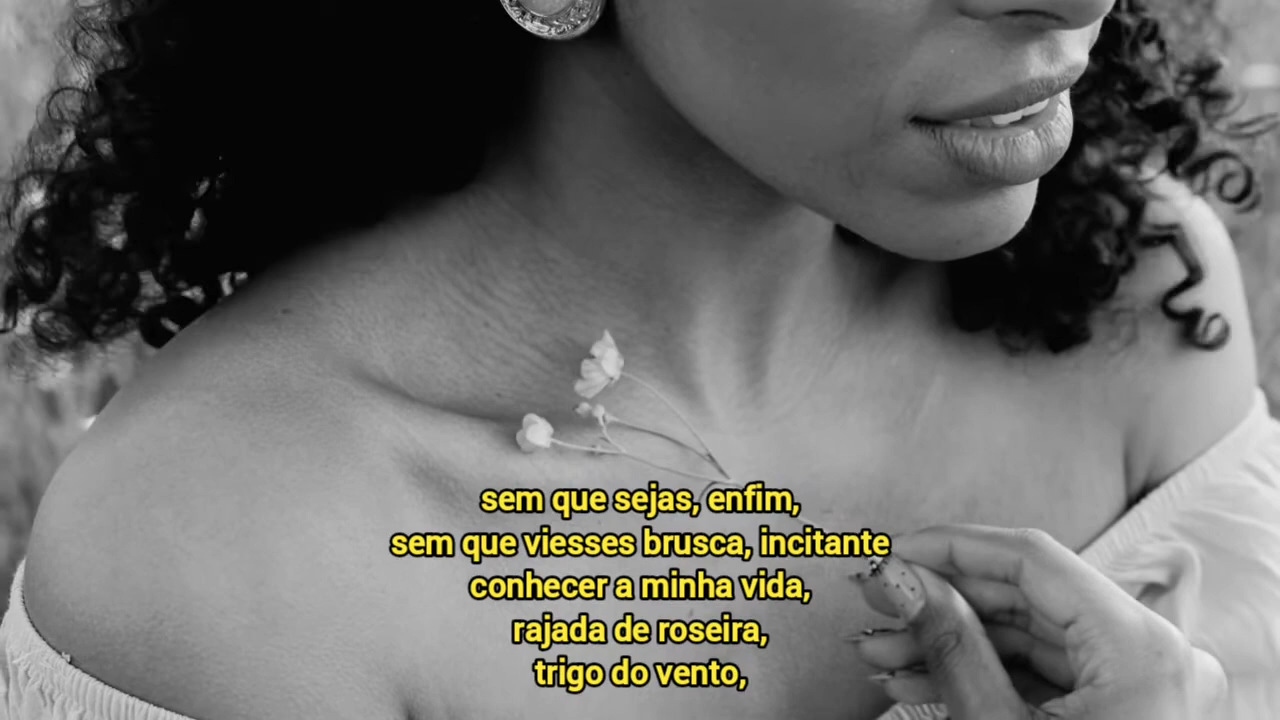 sem que sejas, enfim,
sem que viesses brusca, incitante
conhecer a minha vida,
rajada de roseira,
trigo do vento,